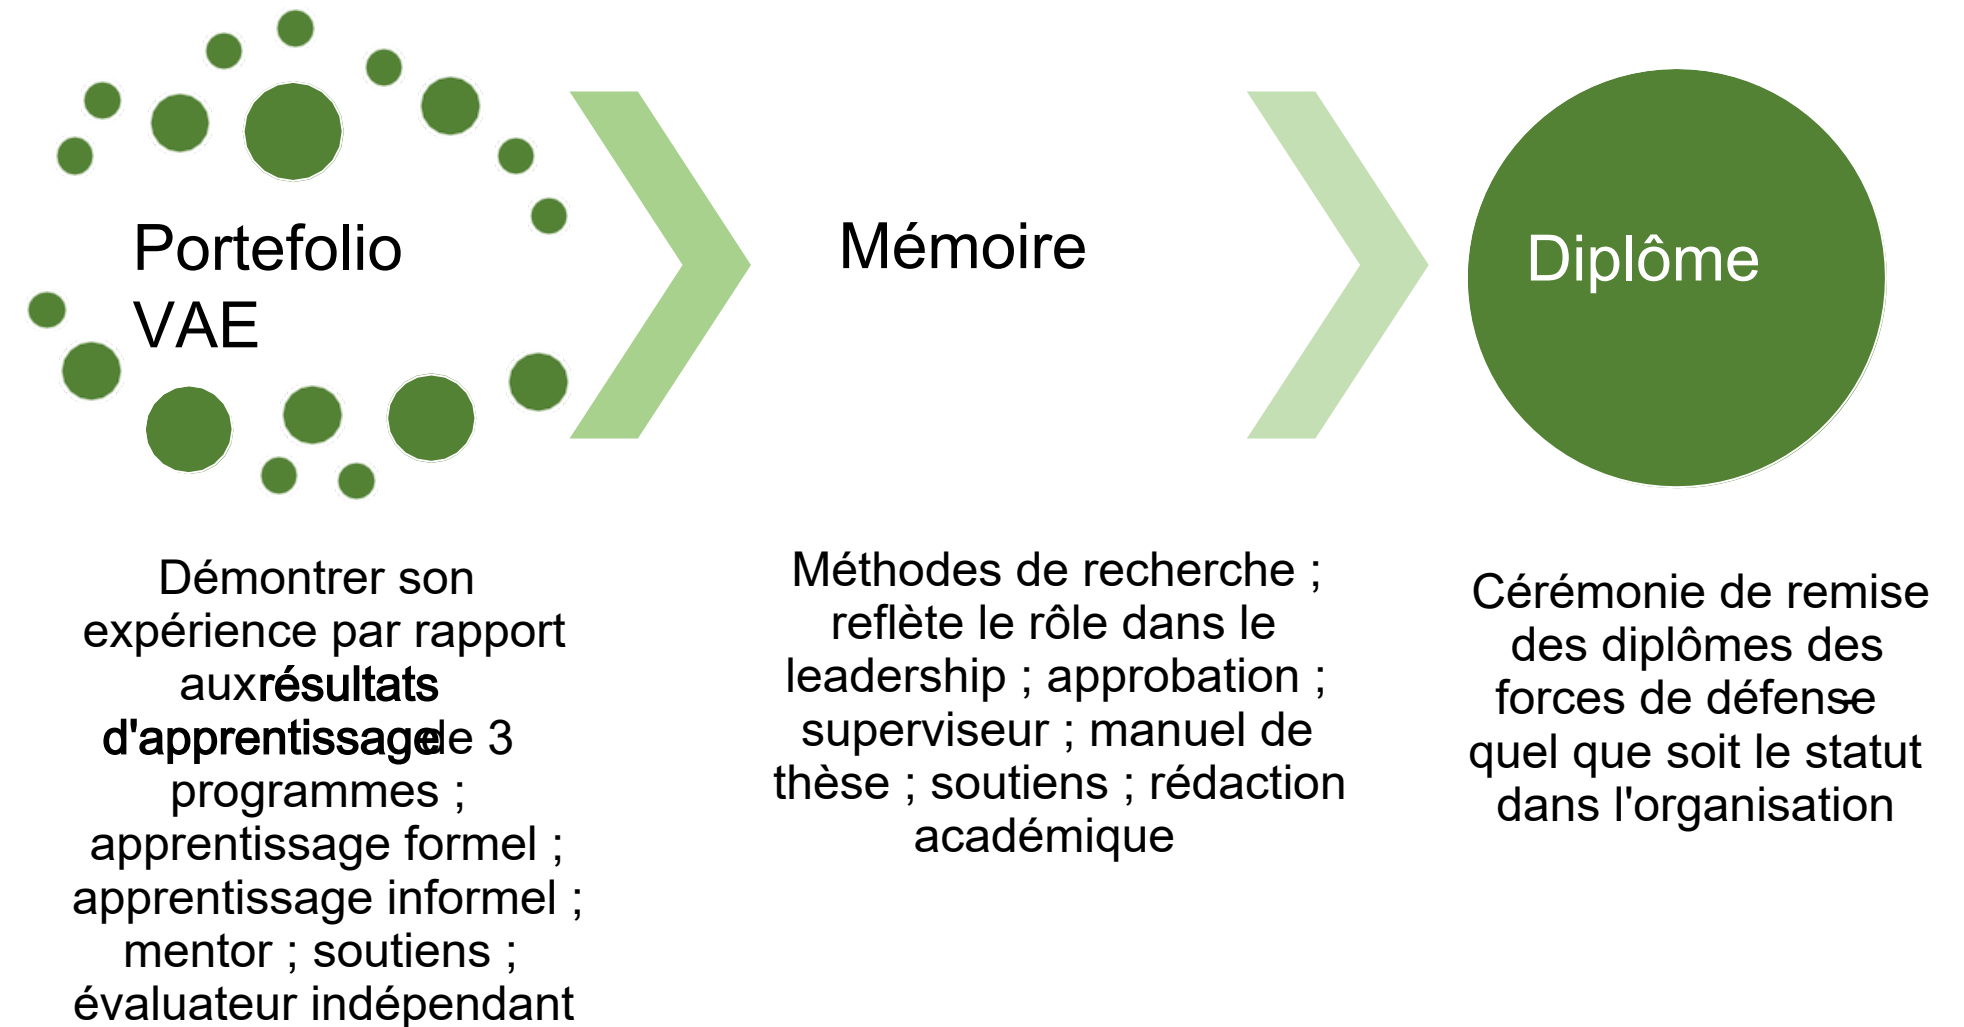 Portefolio
VAE
Mémoire
Diplôme
Démontrer son
expérience par rapport
auxrésultats
d'apprentissagede 3
programmes ;
apprentissage formel ;
apprentissage informel ;
mentor ; soutiens ;
évaluateur indépendant
Méthodes de recherche ;
reflète le rôle dans le
leadership ; approbation ;
superviseur ; manuel de
thèse ; soutiens ; rédaction
académique
Cérémonie de remise
des diplômes des
forces de défense–
quel que soit le statut
dans l'organisation